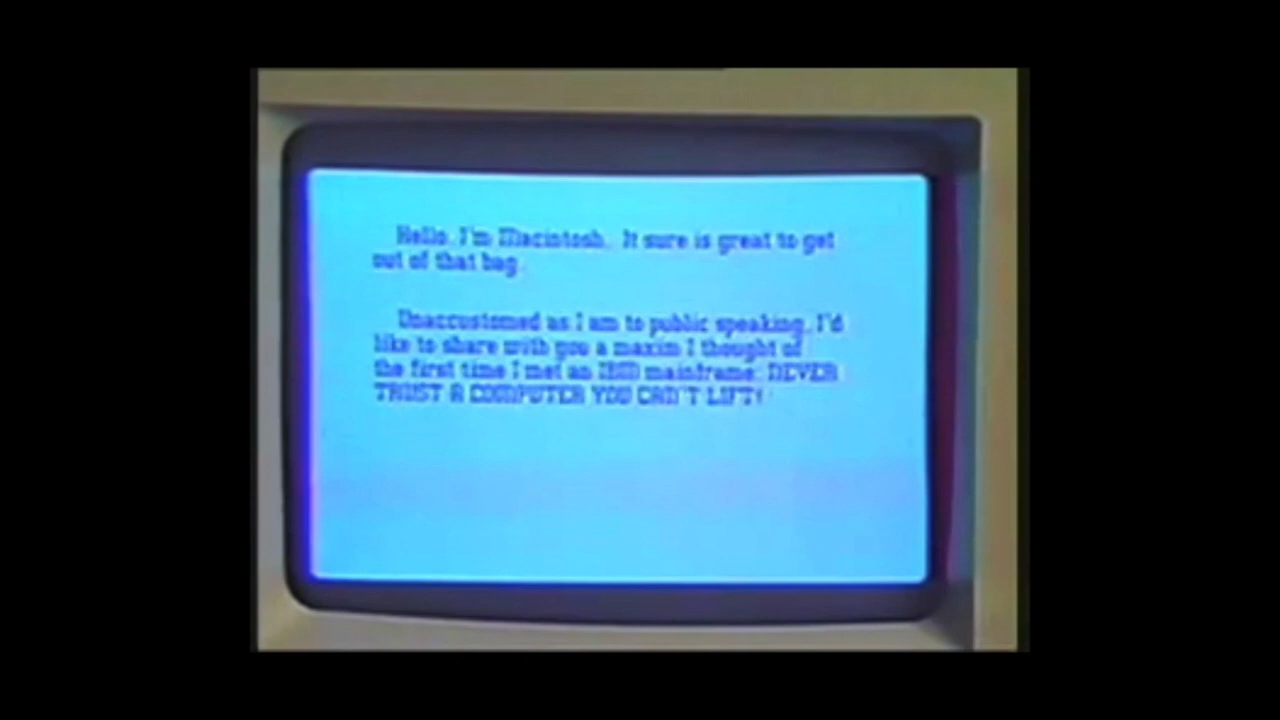 Hello, I'm Macintosh. It sure is great to get
out of that bag.
Unaccustomed as I am to public speaking, I'd
like to share with you a maxim I thought of
the first time I met an IBM mainframe: NEVER
TRUST A COMPUTER YOU CAN'T LIFT!